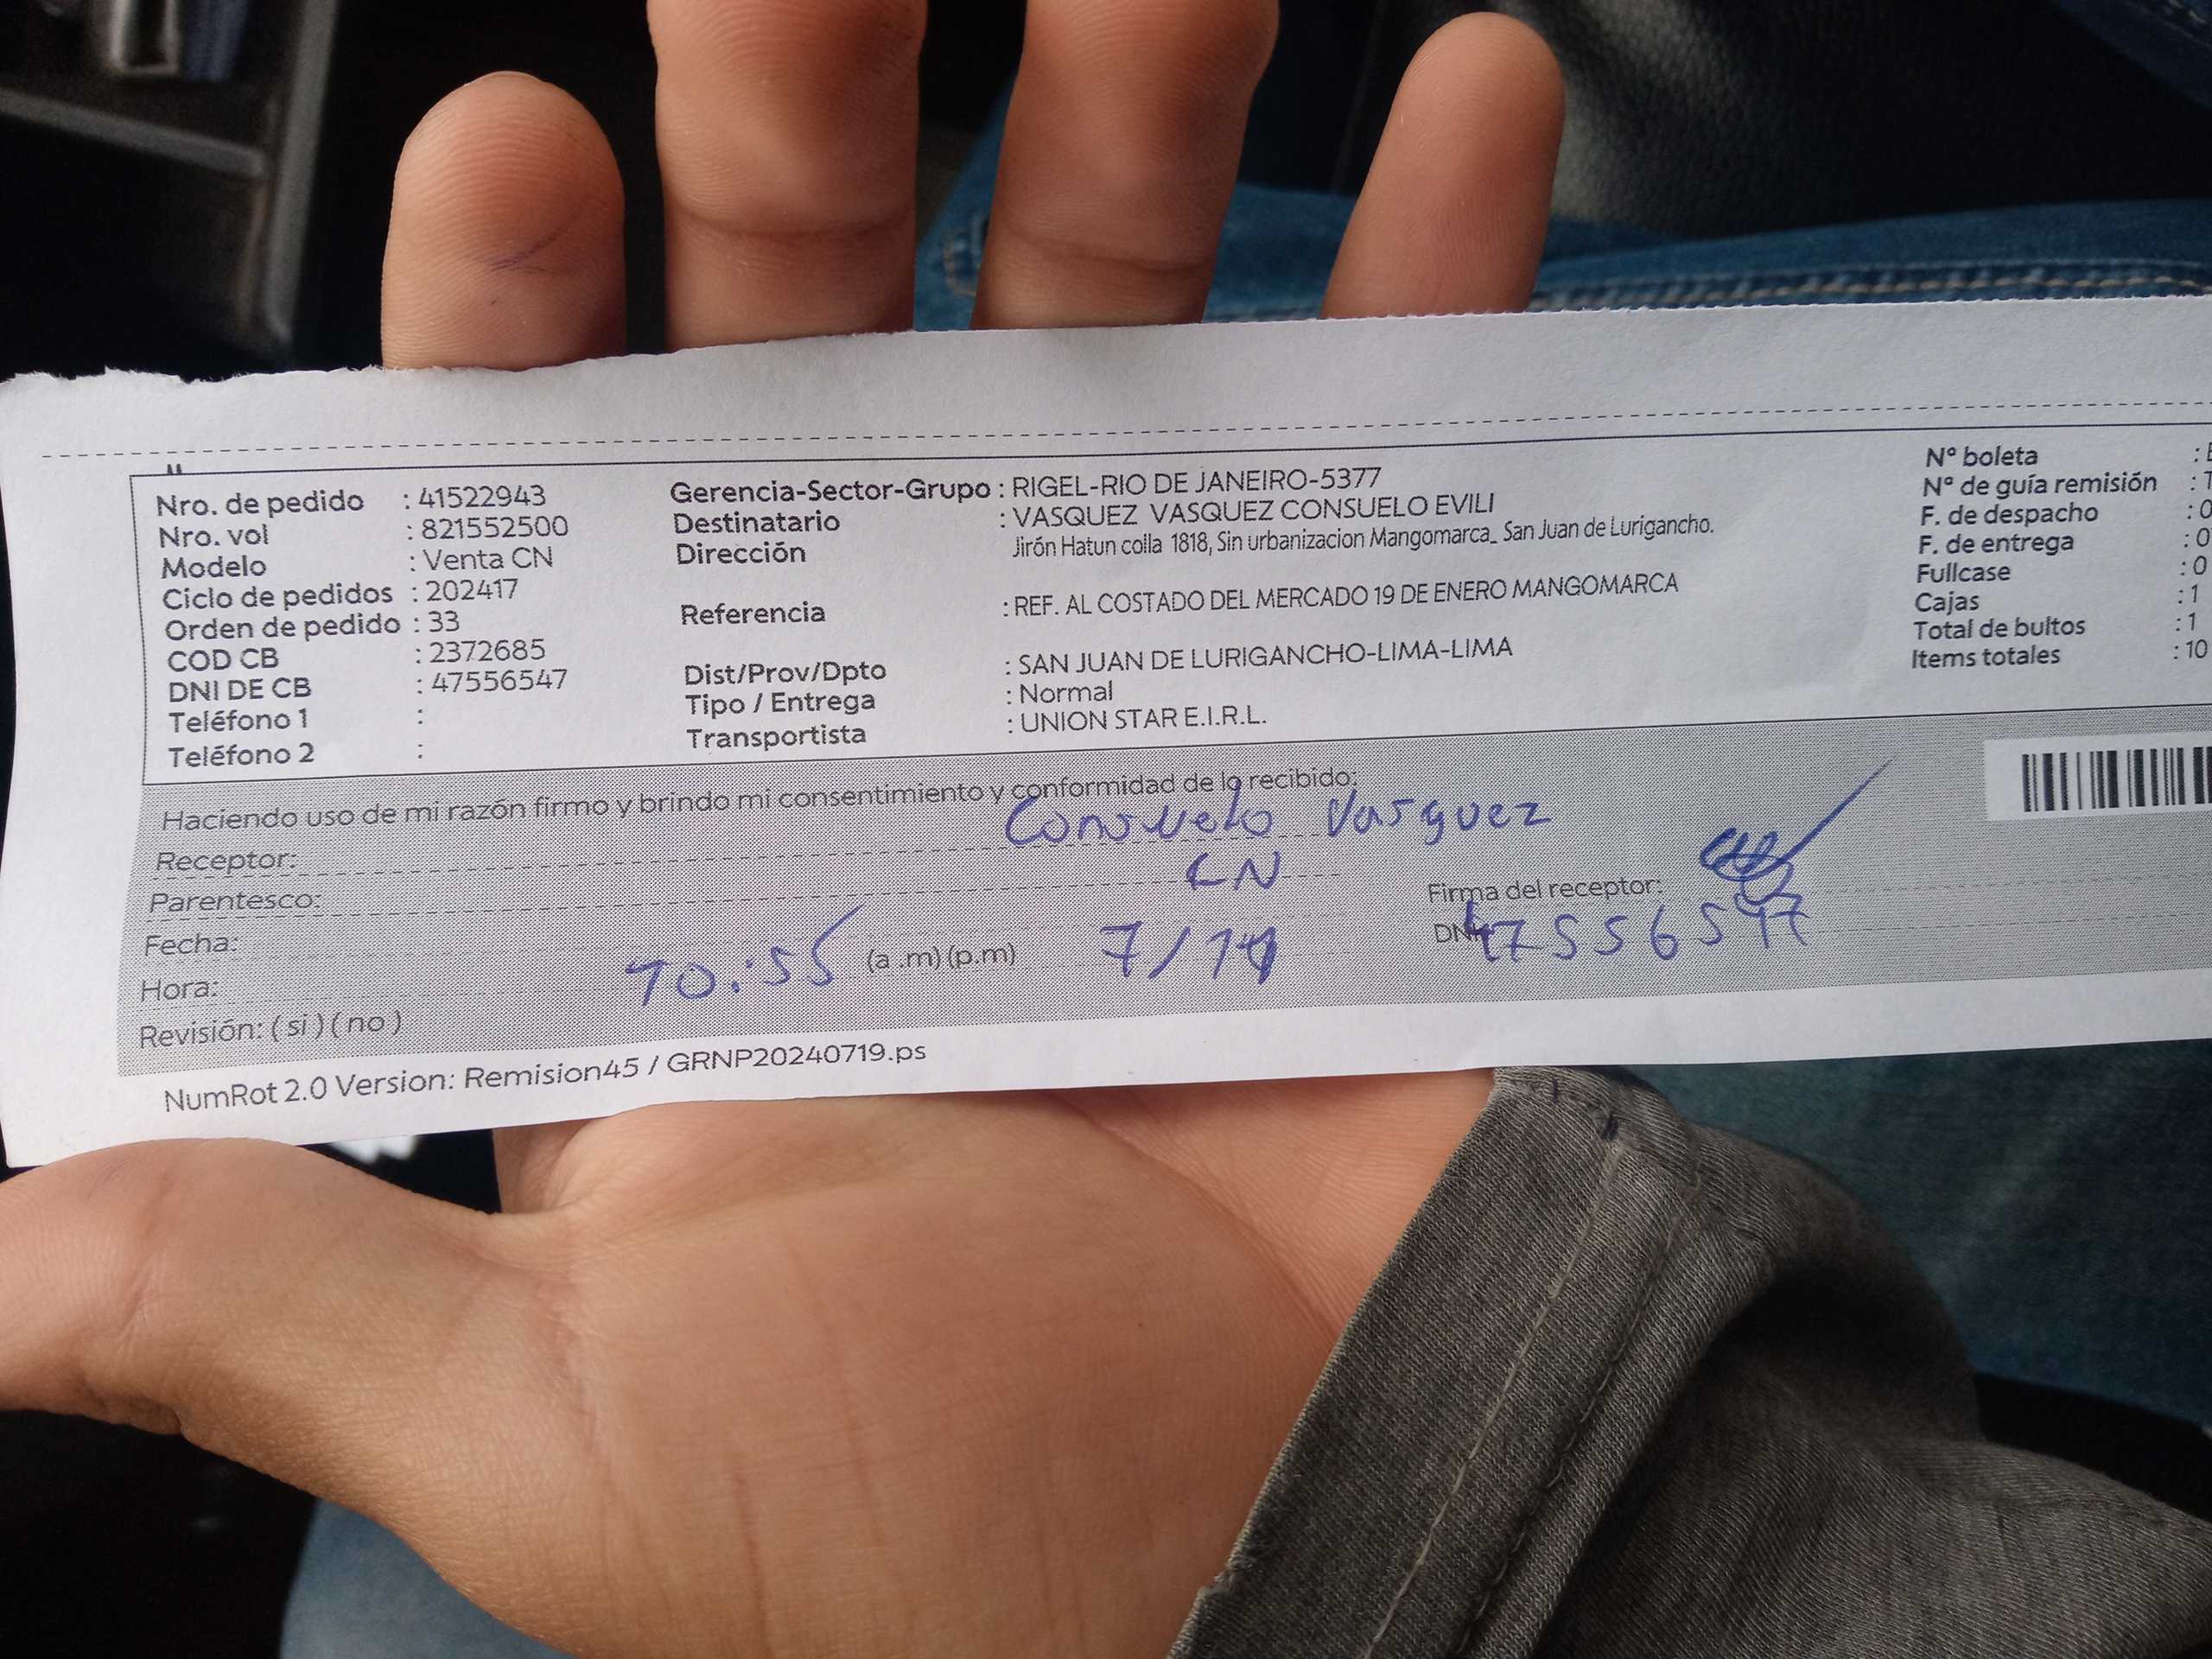 Nro. de pedido : 41522943
Nro. vol : 821552500
Modelo : Venta CN
Ciclo de pedidos : 202417
Orden de pedido : 33
COD CB : 2372685
DNI DE CB : 47556547
Teléfono 1 :
Teléfono 2 :
Gerencia-Sector-Grupo : RIGEL-RIO DE JANEIRO-5377
Destinatario : VASQUEZ VASQUEZ CONSUELO EVILI
Dirección Jirón Hatun colla 1818, Sin urbanizacion Mangomarca_ San Juan de Lurigancho.
Referencia : REF. AL COSTADO DEL MERCADO 19 DE ENERO MANGOMARCA
Dist/Prov/Dpto : SAN JUAN DE LURIGANCHO-LIMA-LIMA
Tipo / Entrega : Normal
Transportista : UNION STAR E.I.R.L.
N° boleta :
N° de guía remisión : T
F. de despacho : 0
F. de entrega : 0
Fullcase : 0
Cajas : 1
Total de bultos : 1
Items totales : 10
Haciendo uso de mi razón firmo y brindo mi consentimiento y conformidad de lo recibido:
Receptor: Consuelo Vasquez
Parentesco: CN
Firma del receptor:
Fecha: 7/11
DNI 47556547
Hora: 10:55 (a .m) (p.m)
Revisión: ( si ) ( no )
NumRot 2.0 Version: Remision45 / GRNP20240719.ps